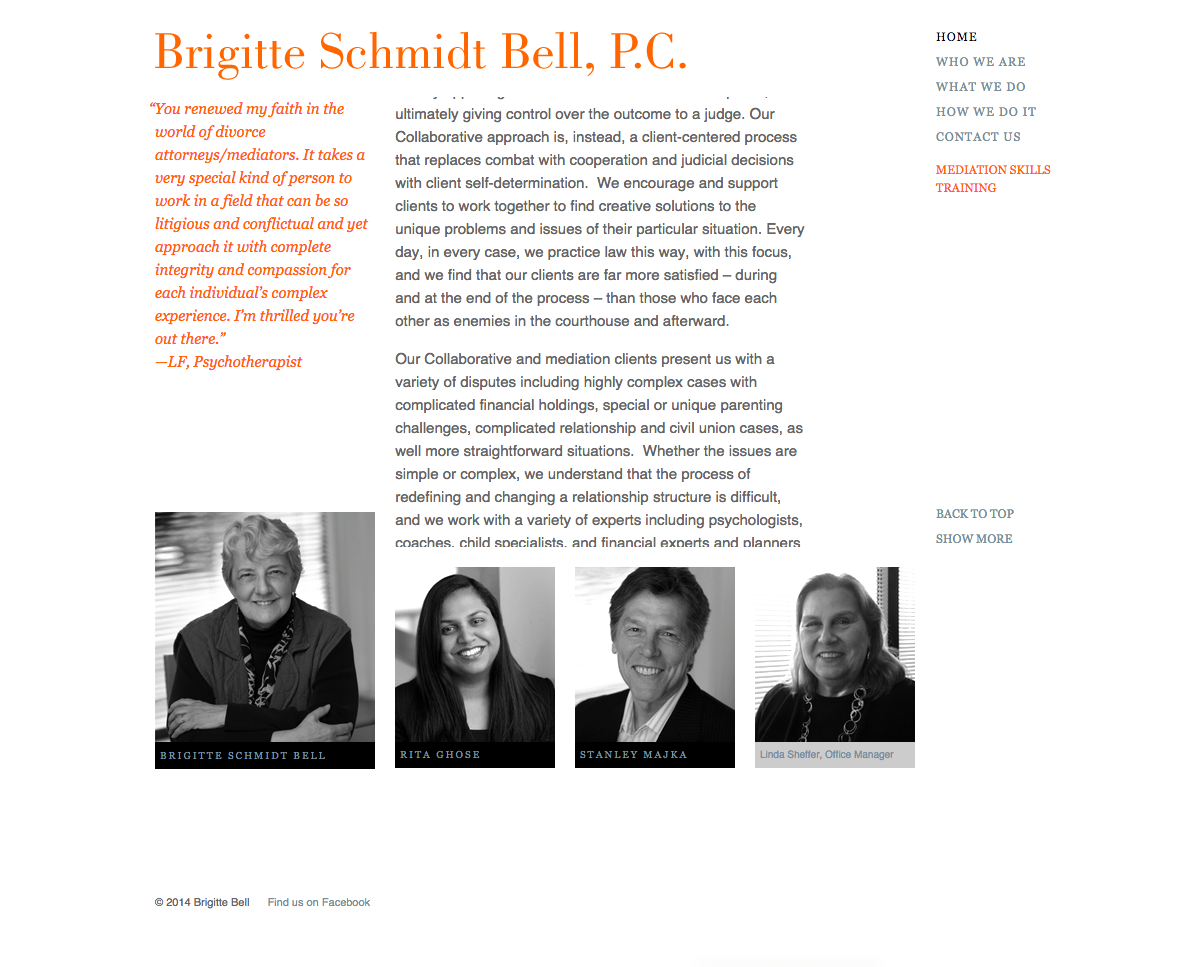 Brigitte Schmidt Bell, P.C.
HOME
WHO WE ARE
WHAT WE DO
HOW WE DO IT
CONTACT US
MEDIATION SKILLS
TRAINING
“You renewed my faith in the
world of divorce
attorneys/mediators. It takes a
very special kind of person to
work in a field that can be so
litigious and conflictual and yet
approach it with complete
integrity and compassion for
each individual’s complex
experience. I’m thrilled you’re
out there.”
—LF, Psychotherapist
ultimately giving control over the outcome to a judge. Our
Collaborative approach is, instead, a client-centered process
that replaces combat with cooperation and judicial decisions
with client self-determination.  We encourage and support
clients to work together to find creative solutions to the
unique problems and issues of their particular situation. Every
day, in every case, we practice law this way, with this focus,
and we find that our clients are far more satisfied – during
and at the end of the process – than those who face each
other as enemies in the courthouse and afterward.
Our Collaborative and mediation clients present us with a
variety of disputes including highly complex cases with
complicated financial holdings, special or unique parenting
challenges, complicated relationship and civil union cases, as
well more straightforward situations.  Whether the issues are
simple or complex, we understand that the process of
redefining and changing a relationship structure is difficult,
and we work with a variety of experts including psychologists,
coaches, child specialists, and financial experts and planners
BACK TO TOP
SHOW MORE
BRIGITTE SCHMIDT BELL
RITA GHOSE
STANLEY MAJKA
Linda Sheffer, Office Manager
© 2014 Brigitte Bell
Find us on Facebook